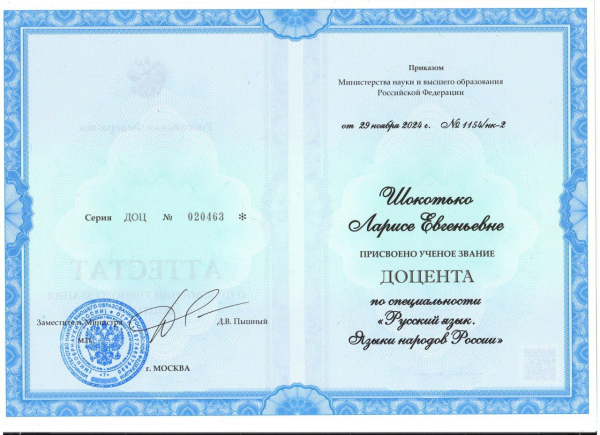 Серия ДОЦ № 020463 *
АТТЕСТАТ
Заместитель Министра
Д.В. Пышный
М.П.
г. МОСКВА
Приказом
Министерства науки и высшего образования
Российской Федерации
от 29 ноября 2024 г. № 1154/нк-2
Шокотько
Ларисе Евгеньевне
ПРИСВОЕНО УЧЕНОЕ ЗВАНИЕ
ДОЦЕНТА
по специальности
«Русский язык.
Языки народов России»